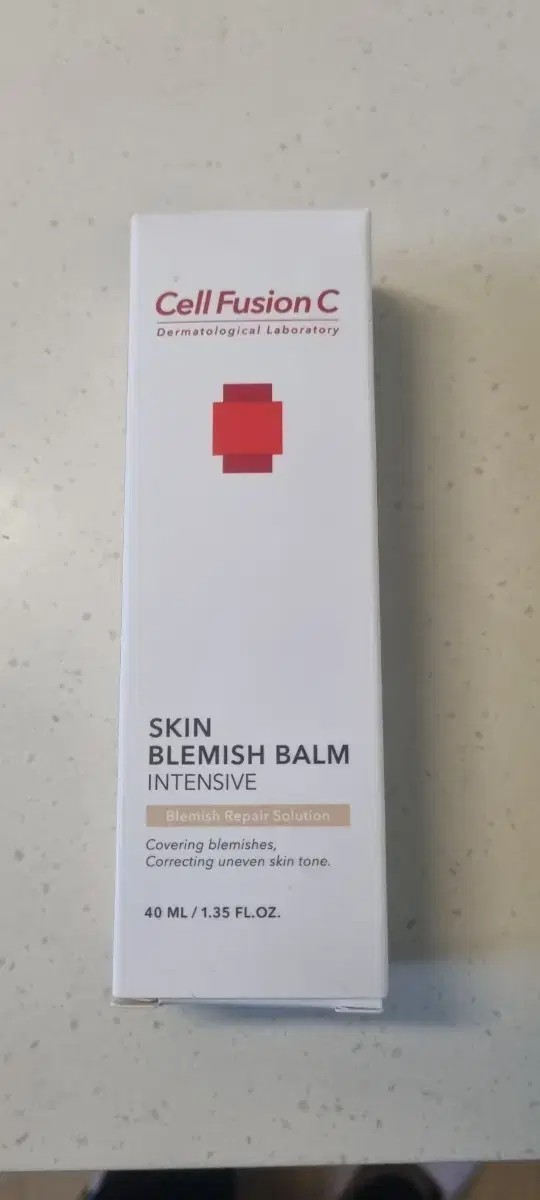 Cell Fusion C
Dermatological Laboratory
SKIN
BLEMISH BALM
INTENSIVE
Blemish Repair Solution
Covering blemishes,
Correcting uneven skin tone.
40 ML / 1.35 FL.OZ.